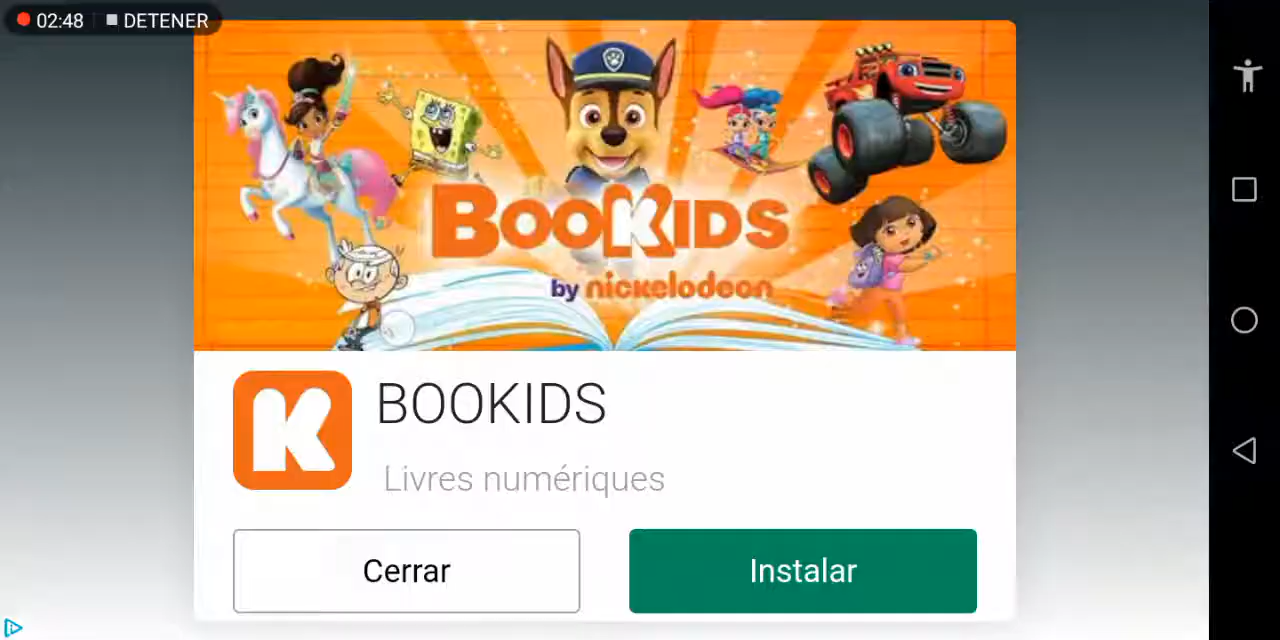 02:48 DETENER
BOOKIDS
by nickelodeon
K
BOOKIDS
Livres numériques
Cerrar
Instalar